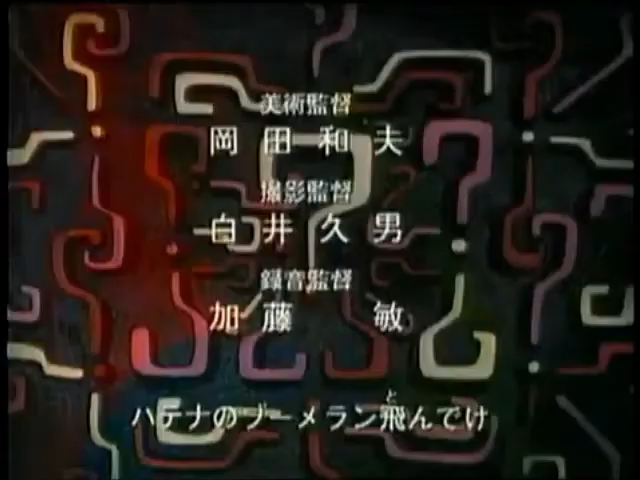 美術監督
岡田和夫
撮影監督
白井久男
録音監督
加藤 敏
と
ハテナのブーメラン飛んでけ